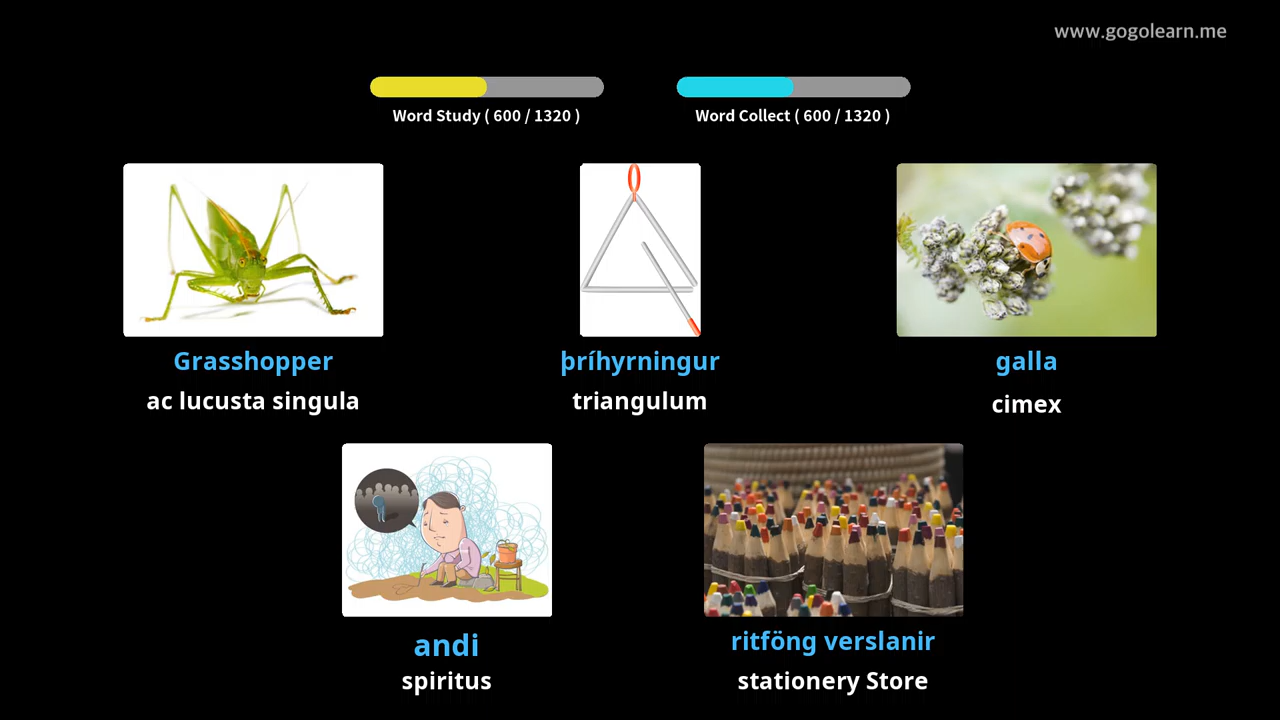 www.gogolearn.me
Word Study ( 600 / 1320 )
Word Collect ( 600 / 1320 )
Grasshopper
ac lucusta singula
þríhyrningur
triangulum
galla
cimex
andi
spiritus
ritföng verslanir
stationery Store